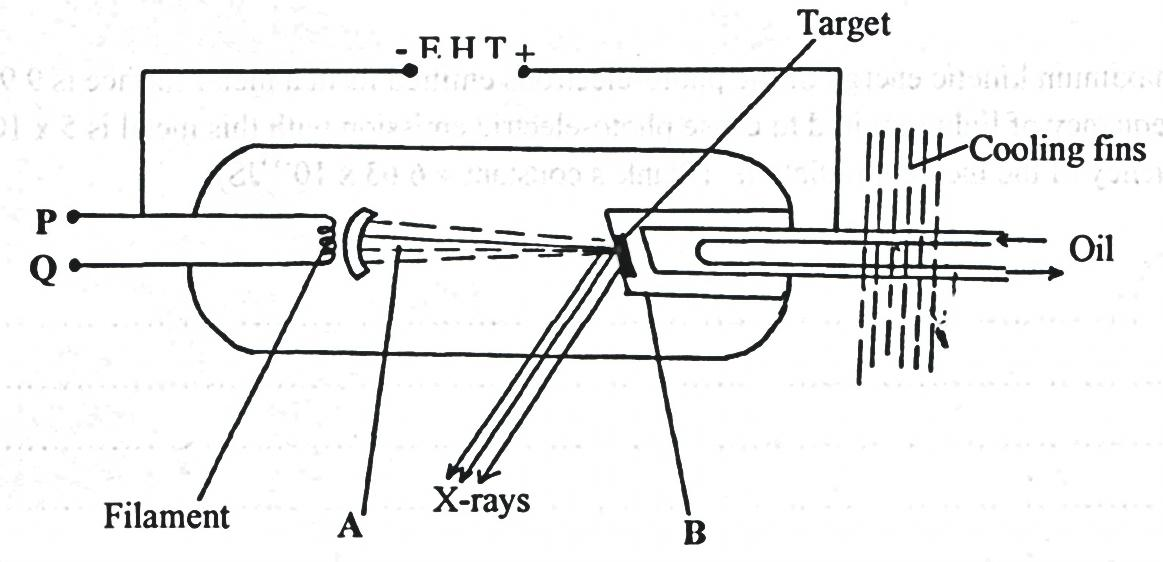 Target
- E H T +
Cooling fins
P
Oil
Q
X-rays
Filament
A
B